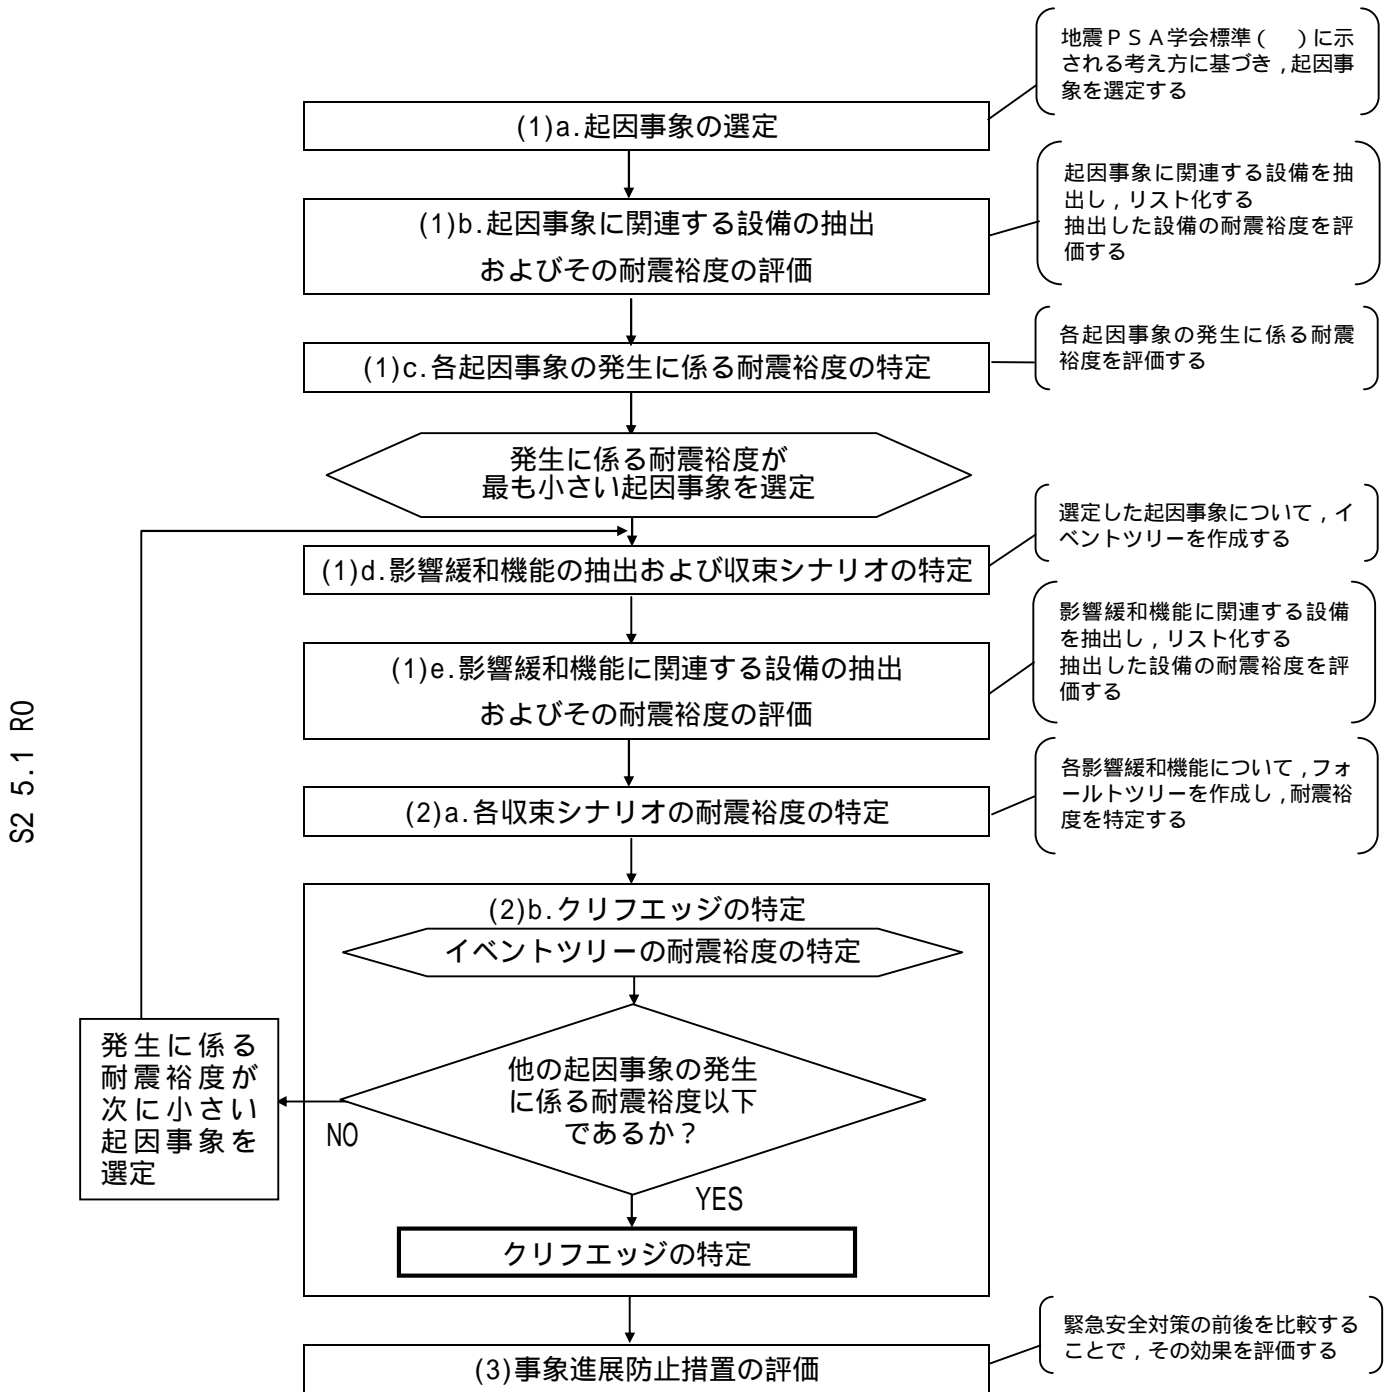 地震PSA学会標準(　)に示
される考え方に基づき,起因事
象を選定する
(1)a.起因事象の選定
起因事象に関連する設備を抽
出し,リスト化する
抽出した設備の耐震裕度を評
価する
(1)b.起因事象に関連する設備の抽出
およびその耐震裕度の評価
各起因事象の発生に係る耐震
裕度を評価する
(1)c.各起因事象の発生に係る耐震裕度の特定
発生に係る耐震裕度が
最も小さい起因事象を選定
選定した起因事象について,イ
ベントツリーを作成する
(1)d.影響緩和機能の抽出および収束シナリオの特定
影響緩和機能に関連する設備
を抽出し,リスト化する
抽出した設備の耐震裕度を評
価する
(1)e.影響緩和機能に関連する設備の抽出
およびその耐震裕度の評価
各影響緩和機能について,フォ
ールトツリーを作成し,耐震裕
度を特定する
(2)a.各収束シナリオの耐震裕度の特定
(2)b.クリフエッジの特定
イベントツリーの耐震裕度の特定
他の起因事象の発生
に係る耐震裕度以下
であるか?
NO
YES
発生に係る
耐震裕度が
次に小さい
起因事象を
選定
クリフエッジの特定
緊急安全対策の前後を比較する
ことで,その効果を評価する
(3)事象進展防止措置の評価
S2 5.1 R0